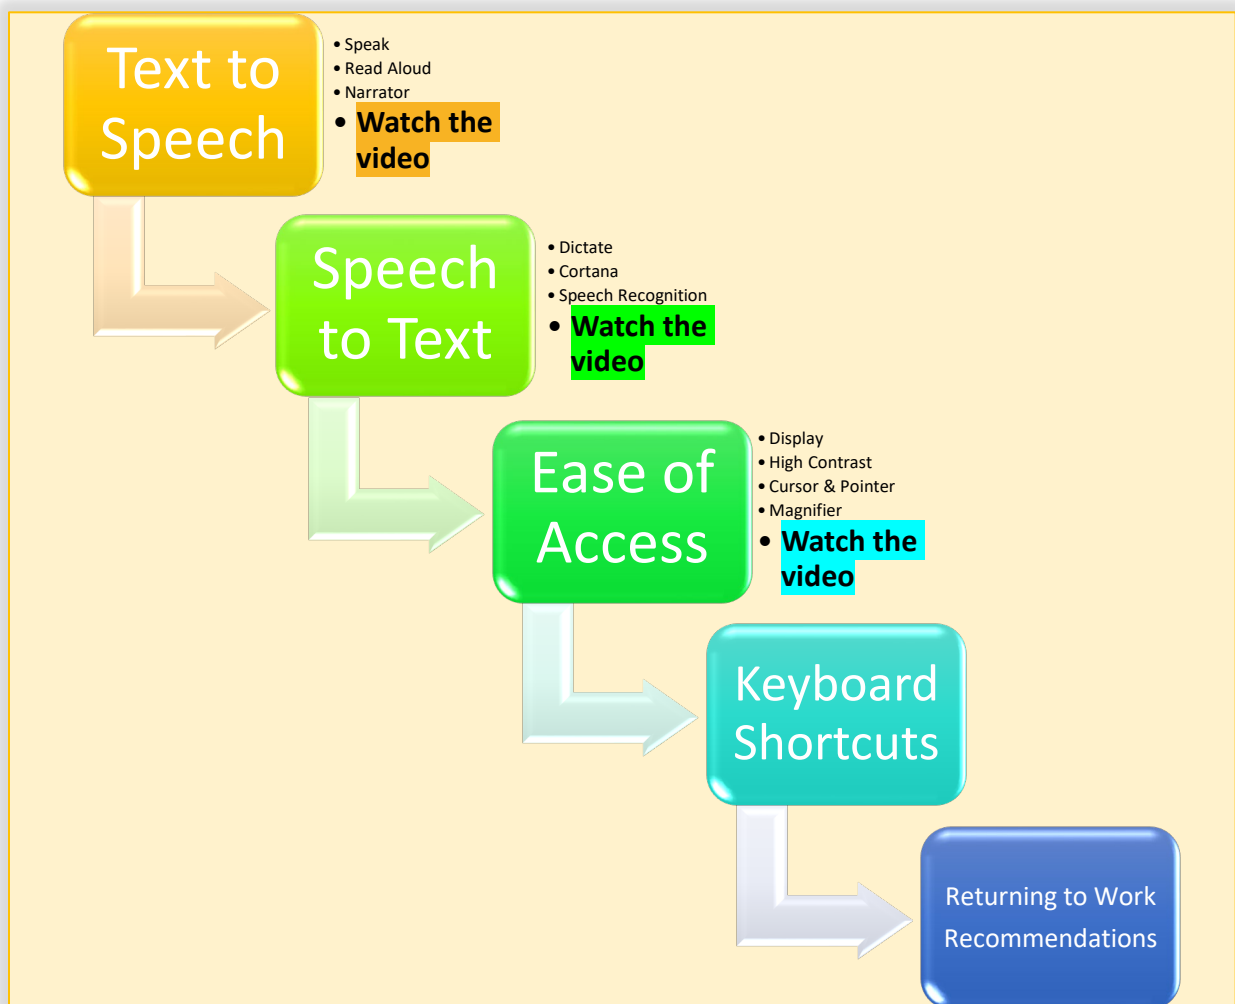 Text to
Speech
• Speak
• Read Aloud
• Narrator
• Watch the
video
Speech
to Text
• Dictate
• Cortana
• Speech Recognition
• Watch the
video
Ease of
Access
• Display
• High Contrast
• Cursor & Pointer
• Magnifier
• Watch the
video
Keyboard
Shortcuts
Returning to Work
Recommendations